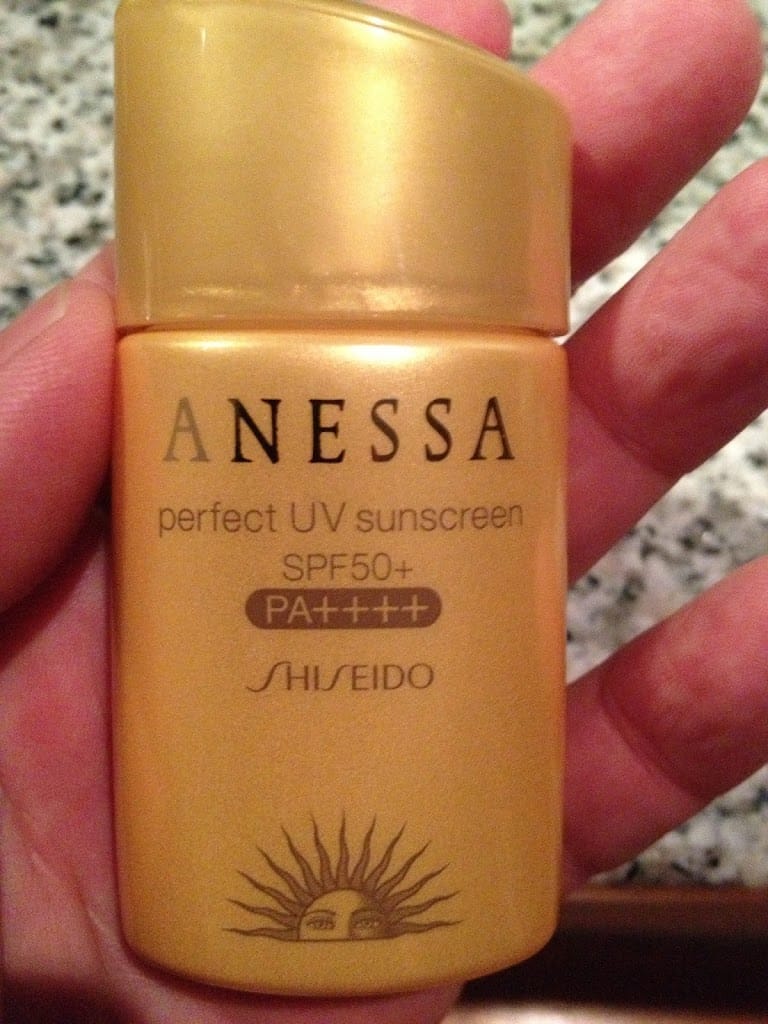 ANESSA
perfect UV sunscreen
SPF50+
PA++++
SHISEIDO